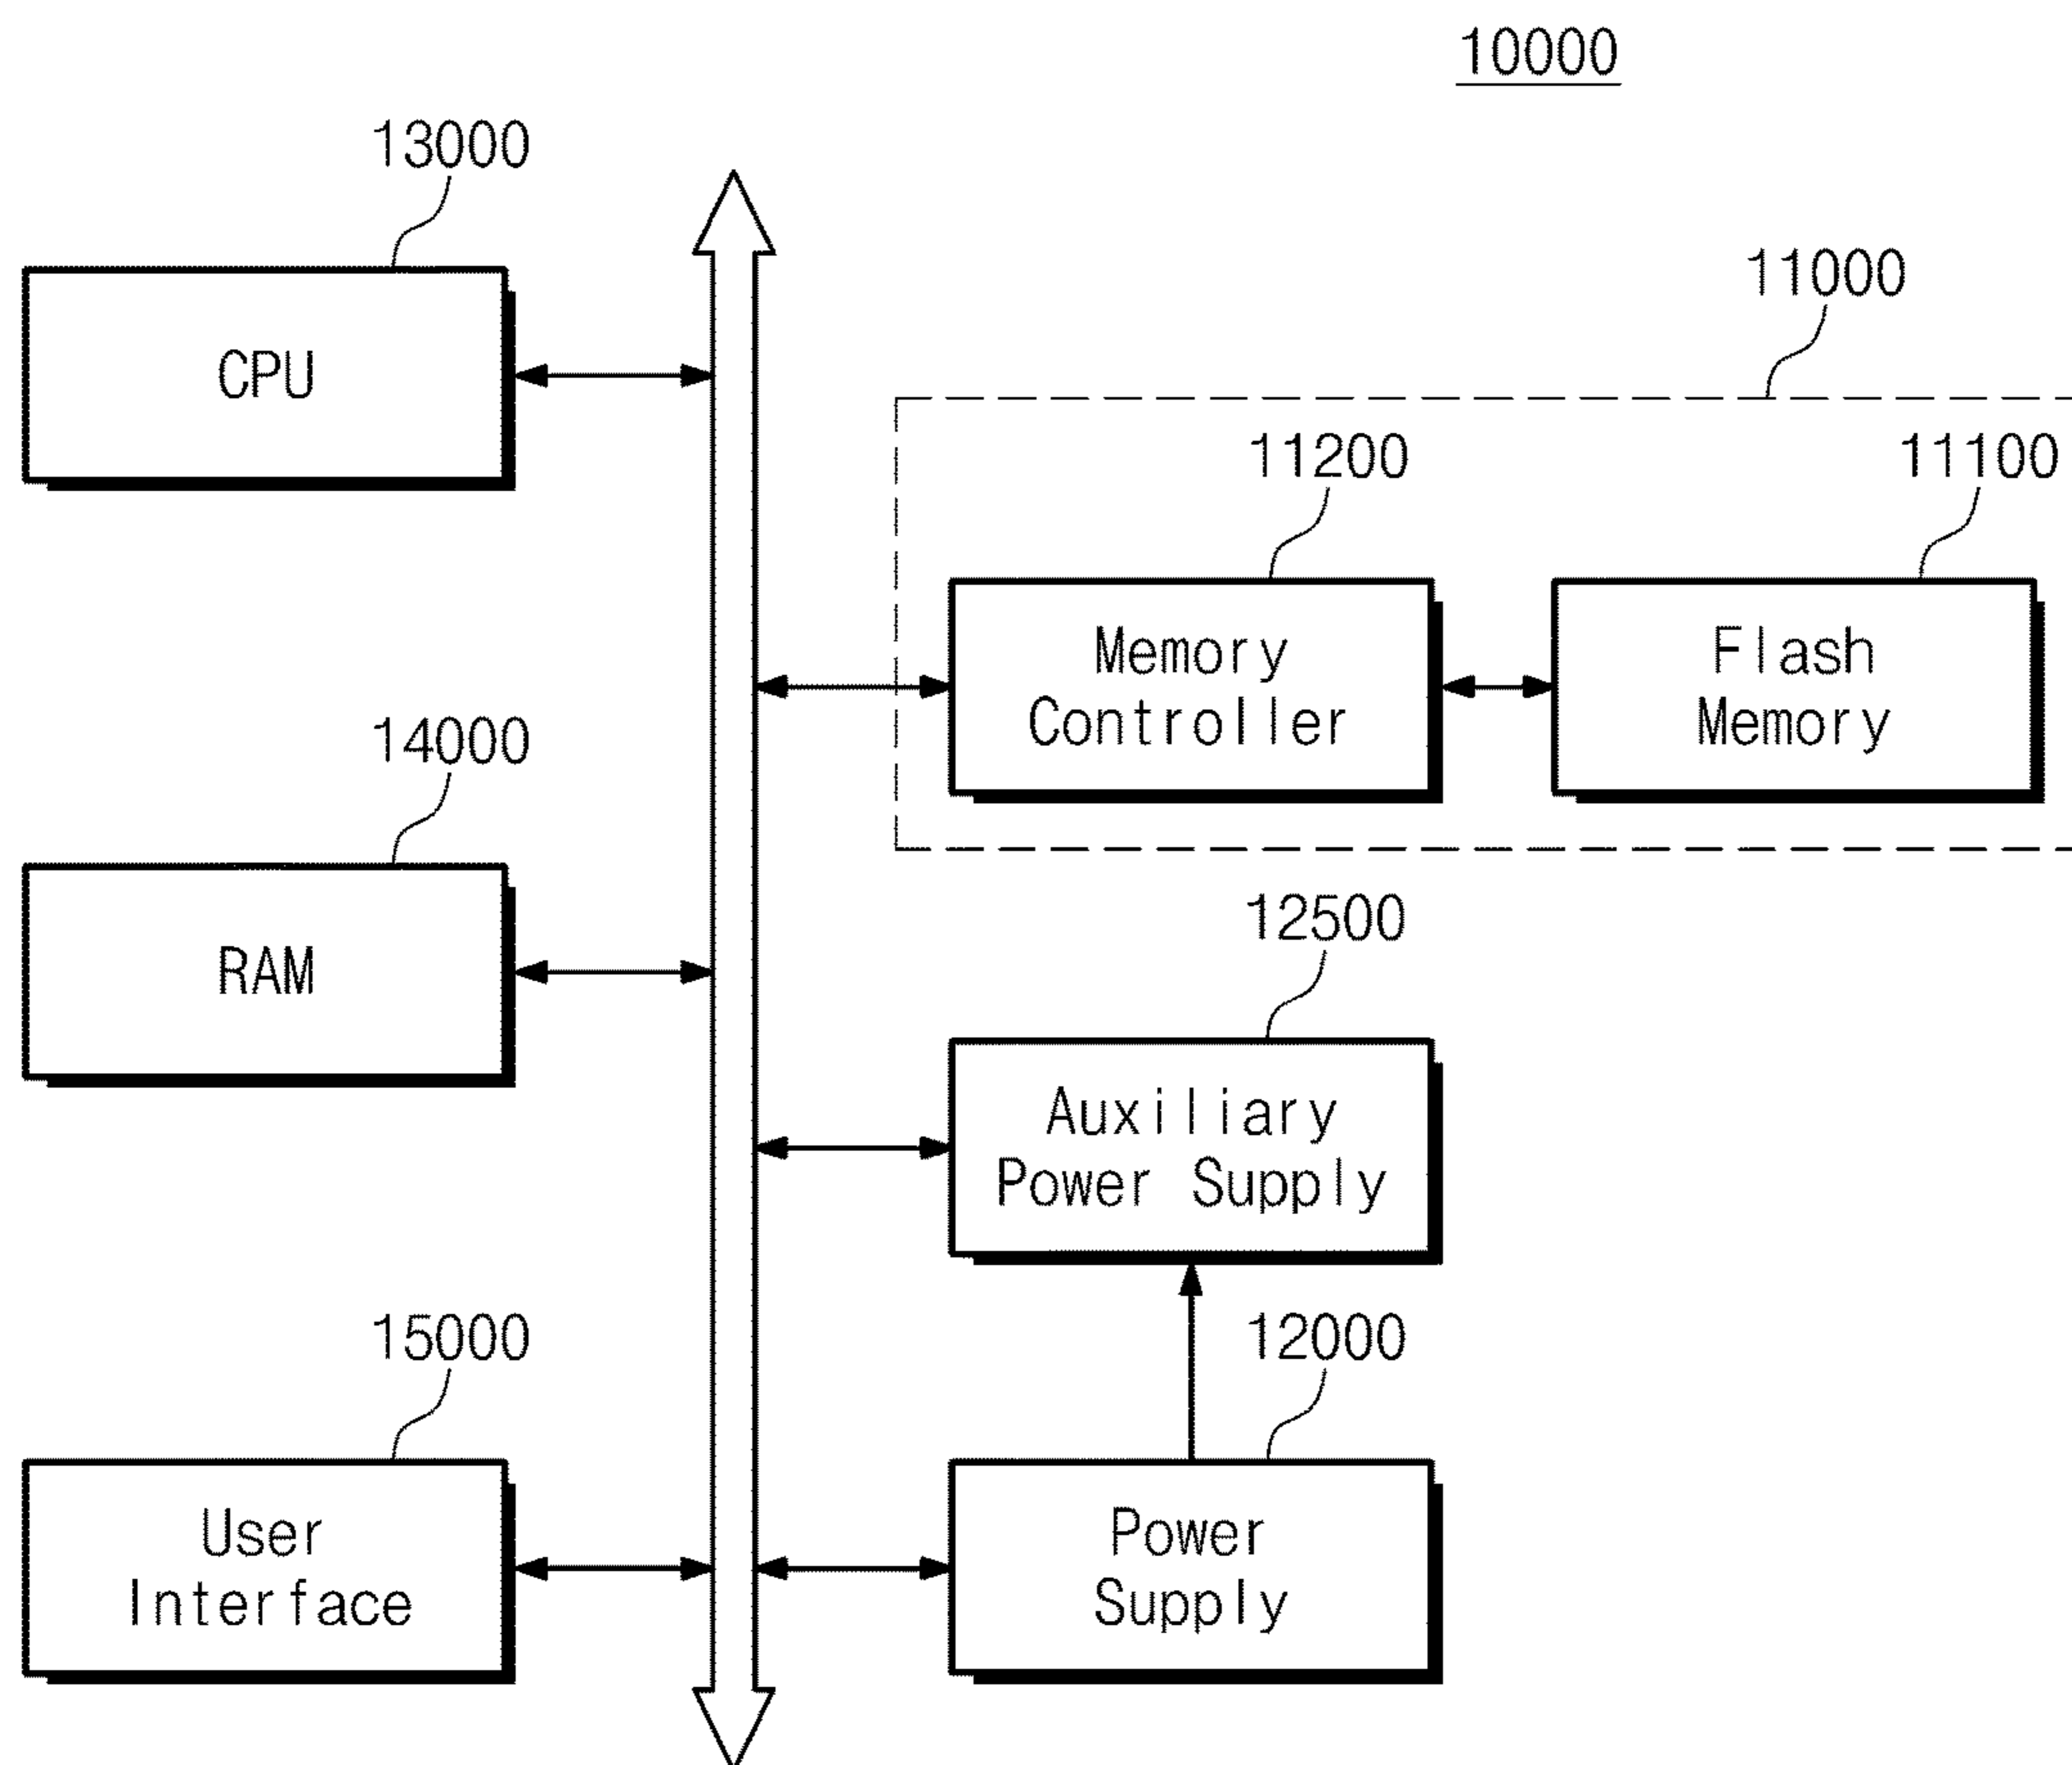 10000
13000
CPU
11000
11200
11100
Memory
Controller
Flash
Memory
14000
RAM
12500
Auxiliary
Power Supply
15000
User
Interface
12000
Power
Supply